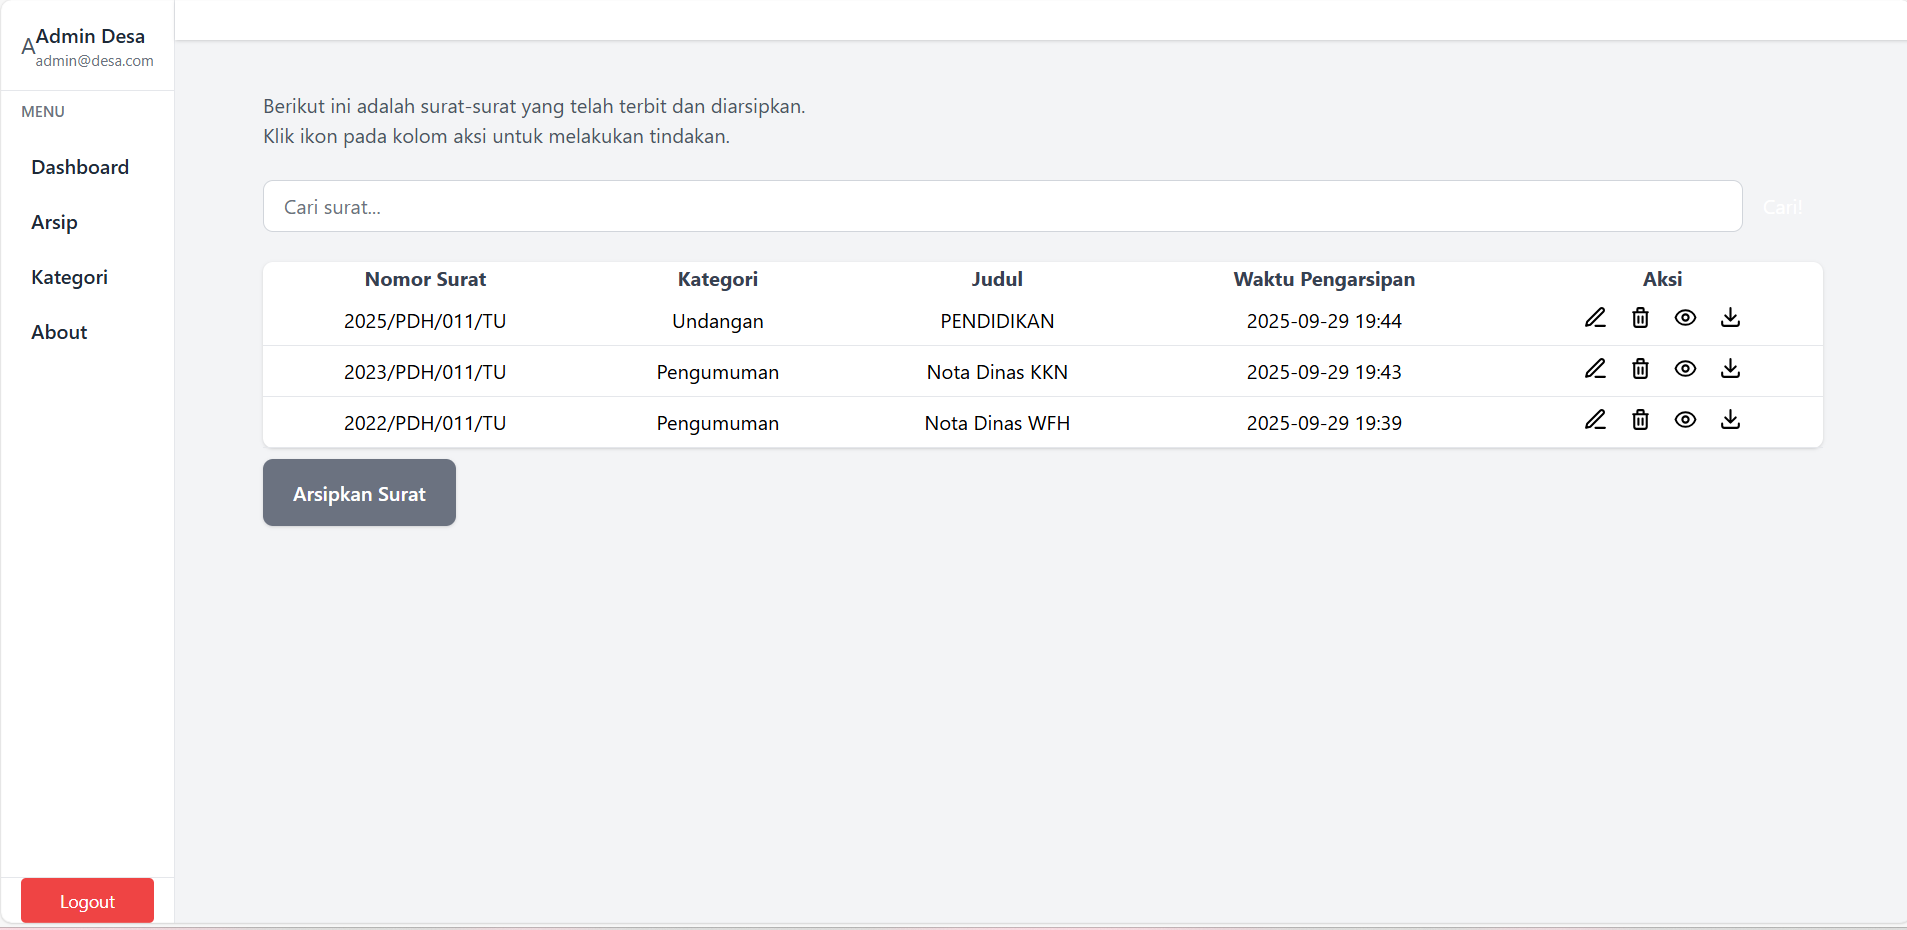 A
Admin Desa
admin@desa.com
MENU
Dashboard
Arsip
Kategori
About
Logout
Berikut ini adalah surat-surat yang telah terbit dan diarsipkan.
Klik ikon pada kolom aksi untuk melakukan tindakan.
Cari surat... Cari!
Nomor Surat Kategori Judul Waktu Pengarsipan Aksi
2025/PDH/011/TU Undangan PENDIDIKAN 2025-09-29 19:44
2023/PDH/011/TU Pengumuman Nota Dinas KKN 2025-09-29 19:43
2022/PDH/011/TU Pengumuman Nota Dinas WFH 2025-09-29 19:39
Arsipkan Surat